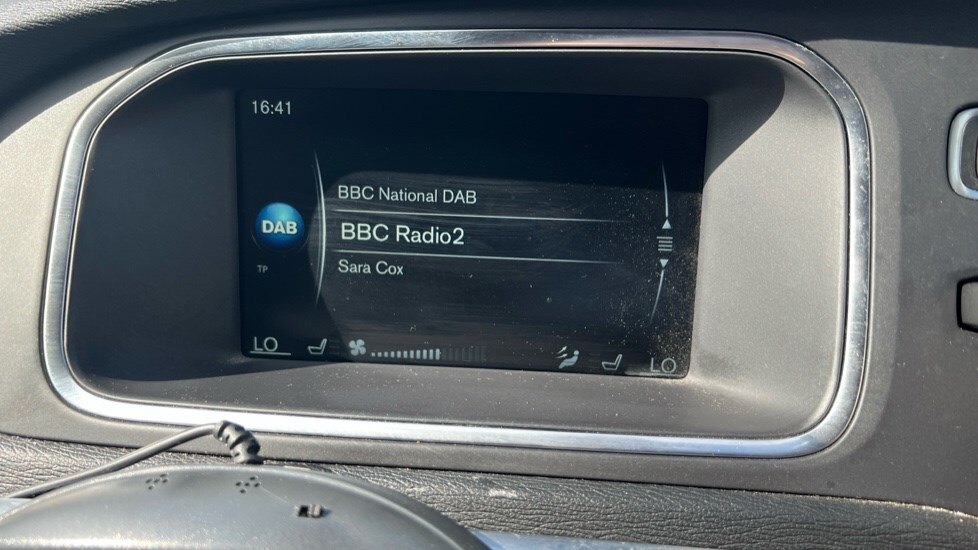 16:41
BBC National DAB
DAB
BBC Radio2
TP
Sara Cox
LO
LO